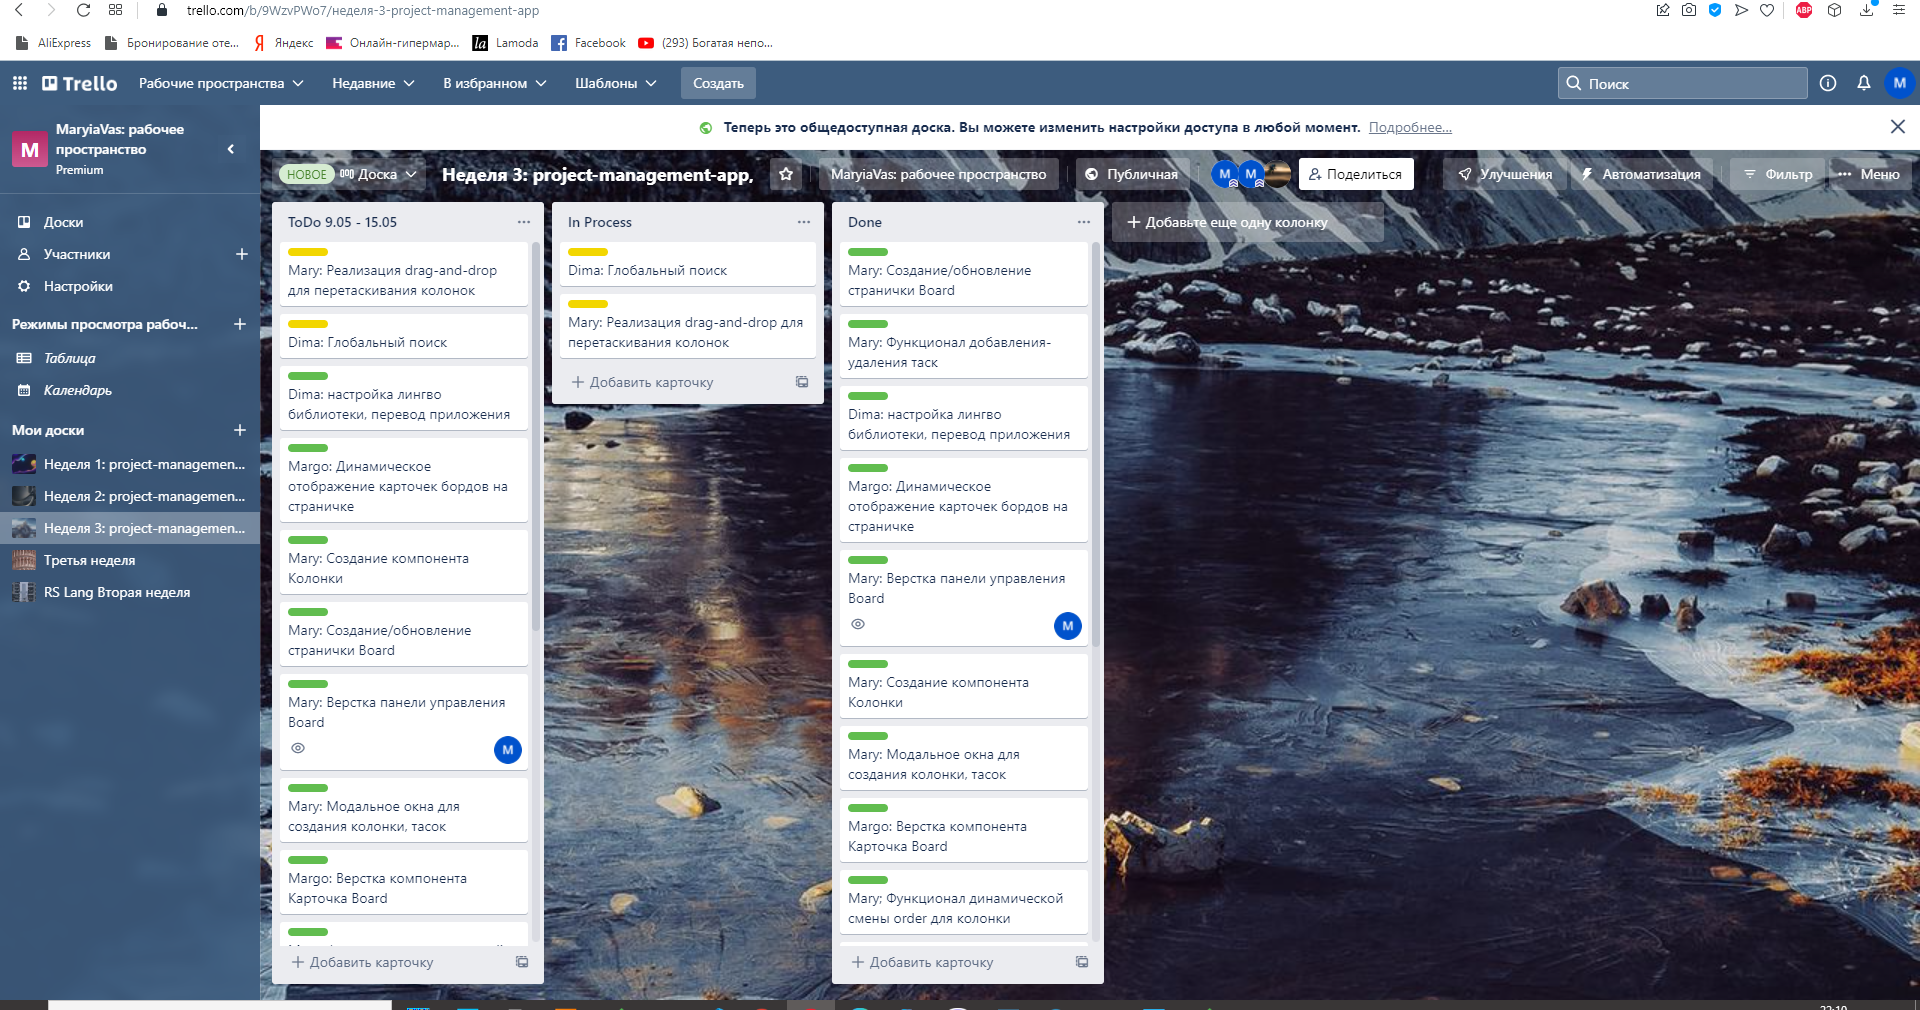 trello.com/b/9WzvPWo7/неделя-3-project-management-app
ABP
AliExpress
Бронирование оте...
Я
Яндекс
Онлайн-гипермар...
la
Lamoda
Facebook
(293) Богатая непо...
Trello
Рабочие пространства
Недавние
В избранном
Шаблоны
Создать
Поиск
M
M
MaryiaVas: рабочее
пространство
Premium
Доски
Участники
Настройки
Режимы просмотра рабоч...
Таблица
Календарь
Мои доски
Неделя 1: project-managemen...
Неделя 2: project-managemen...
Неделя 3: project-managemen...
Третья неделя
RS Lang Вторая неделя
Теперь это общедоступная доска. Вы можете изменить настройки доступа в любой момент. Подробнее...
НОВОЕ
Доска
Неделя 3: project-management-app,
MaryiaVas: рабочее пространство
Публичная
M
M
Поделиться
Улучшения
Автоматизация
Фильтр
Меню
ToDo 9.05 - 15.05
Mary: Реализация drag-and-drop
для перетаскивания колонок
Dima: Глобальный поиск
Dima: настройка лингво
библиотеки, перевод приложения
Margo: Динамическое
отображение карточек бордов на
страничке
Mary: Создание компонента
Колонки
Mary: Создание/обновление
странички Board
Mary: Верстка панели управления
Board
M
Mary: Модальное окна для
создания колонки, тасок
Margo: Верстка компонента
Карточка Board
+ Добавить карточку
In Process
Dima: Глобальный поиск
Mary: Реализация drag-and-drop для
перетаскивания колонок
+ Добавить карточку
Done
Mary: Создание/обновление
странички Board
Mary: Функционал добавления-
удаления таск
Dima: настройка лингво
библиотеки, перевод приложения
Margo: Динамическое
отображение карточек бордов на
страничке
Mary: Верстка панели управления
Board
M
Mary: Создание компонента
Колонки
Mary: Модальное окна для
создания колонки, тасок
Margo: Верстка компонента
Карточка Board
Mary; Функционал динамической
смены order для колонки
+ Добавить карточку
+ Добавьте еще одну колонку